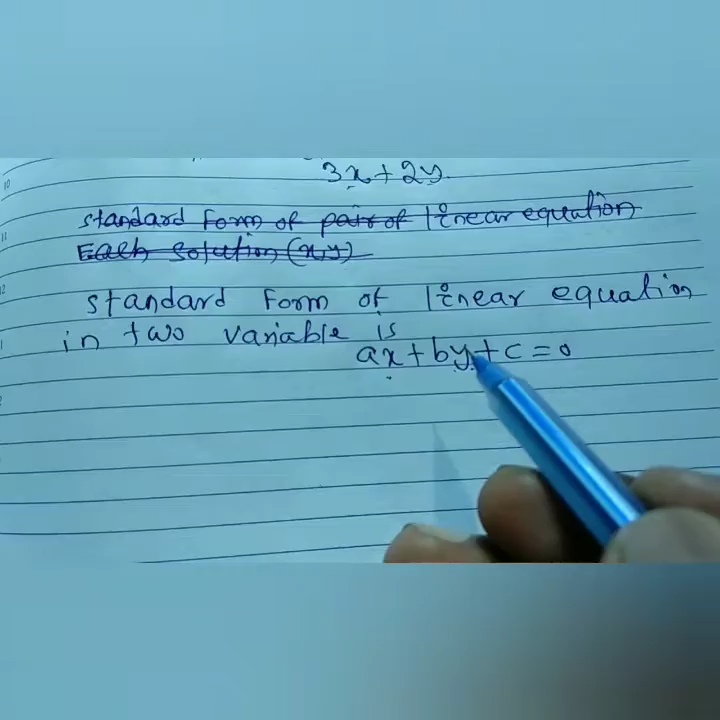 3x+2y
standard form of pair of linear equation
Each solution (x,y)
standard form of linear equation
in two variable is
ax+by+c=0